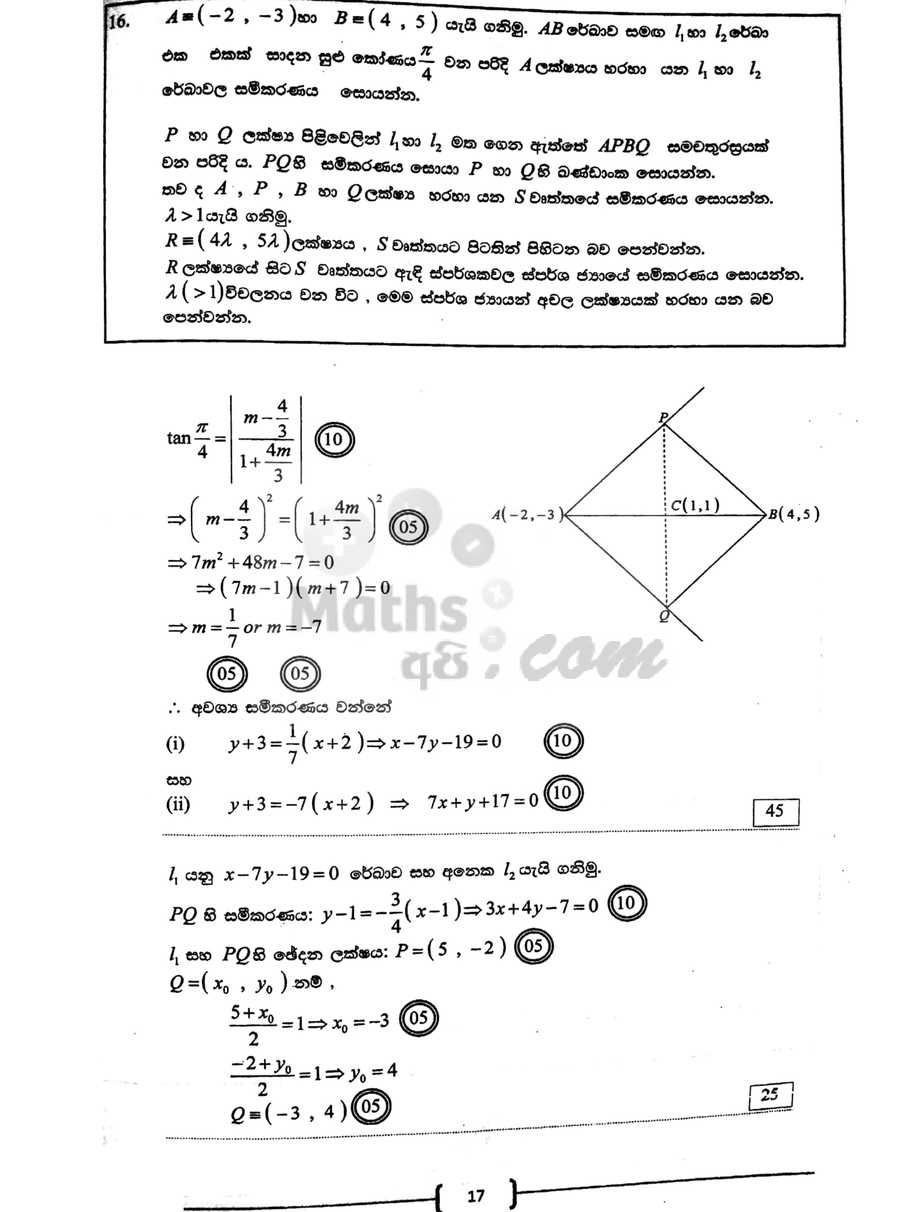 16. A≡(−2 , −3)හා B≡(4 , 5) යැයි ගනිමු. AB රේඛාව සමඟ l₁ හා l₂ රේඛා
එක එකක් සාදන සුළු කෝණය π/4 වන පරිදි A ලක්ෂ්‍යය හරහා යන l₁ හා l₂
රේඛාවල සමීකරණය සොයන්න.
P හා Q ලක්ෂ්‍ය පිළිවෙලින් l₁ හා l₂ මත ගෙන ඇත්තේ APBQ සමචතුරස්‍රයක්
වන පරිදි ය. PQ හි සමීකරණය සොයා P හා Q හි ඛණ්ඩාංක සොයන්න.
තව ද A , P , B හා Q ලක්ෂ්‍ය හරහා යන S වෘත්තයේ සමීකරණය සොයන්න.
λ > 1 යැයි ගනිමු.
R≡(4λ , 5λ) ලක්ෂ්‍යය , S වෘත්තයට පිටතින් පිහිටන බව පෙන්වන්න.
R ලක්ෂ්‍යයේ සිට S වෘත්තයට ඇඳි ස්පර්ශකවල ස්පර්ශ ජ්‍යායේ සමීකරණය සොයන්න.
λ(>1) විචලනය වන විට , මෙම ස්පර්ශ ජ්‍යායන් අචල ලක්ෂ්‍යයක් හරහා යන බව
පෙන්වන්න.
tan π/4 = |(m − 4/3)/(1 + 4m/3)| 10
⇒ (m − 4/3)² = (1 + 4m/3)² 05
⇒ 7m² + 48m − 7 = 0
⇒ (7m−1)(m+7) = 0
⇒ m = 1/7 or m = −7
05 05
P
A(−2,−3)
C(1,1)
B(4,5)
Q
Maths
අපි . com
∴ අවශ්‍ය සමීකරණය වන්නේ
(i) y+3 = 1/7(x+2) ⇒ x−7y−19 = 0 10
සහ
(ii) y+3 = −7(x+2) ⇒ 7x+y+17 = 0 10
45
l₁ යනු x−7y−19=0 රේඛාව සහ අනෙක l₂ යැයි ගනිමු.
PQ හි සමීකරණය: y−1 = −3/4(x−1) ⇒ 3x+4y−7 = 0 10
l₁ සහ PQ හි ඡේදන ලක්ෂය: P = (5 , −2) 05
Q = (x₀ , y₀) නම් ,
(5+x₀)/2 = 1 ⇒ x₀ = −3 05
(−2+y₀)/2 = 1 ⇒ y₀ = 4
Q ≡ (−3 , 4) 05
25
17